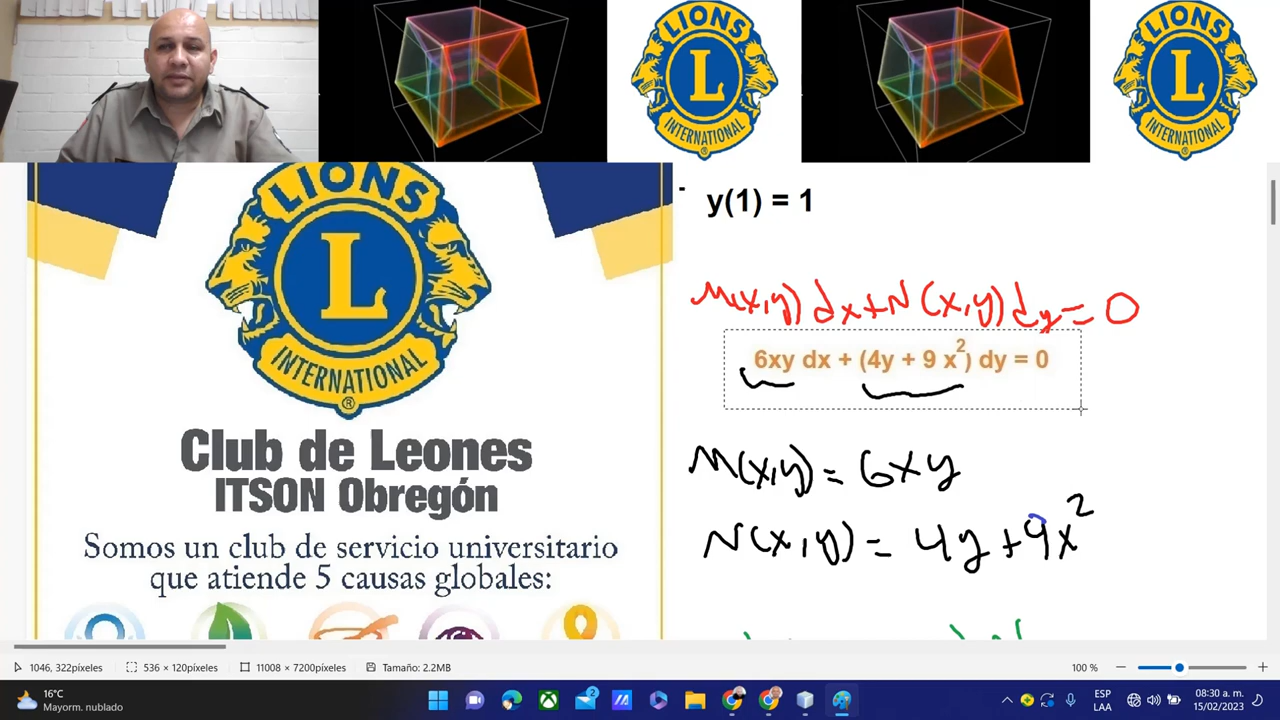 LIONS
L
INTERNATIONAL
LIONS
L
INTERNATIONAL
LIONS
L
INTERNATIONAL
®
Club de Leones
ITSON Obregón
Somos un club de servicio universitario
que atiende 5 causas globales:
y(1) = 1
M(x,y) dx+N(x,y) dy=0
6xy dx + (4y + 9 x²) dy = 0
M(x,y)= 6xy
N(x,y)= 4y+9x²
1046, 322píxeles
536 × 120píxeles
11008 × 7200píxeles
Tamaño: 2.2MB
100 %
16°C
Mayorm. nublado
2
ESP
LAA
08:30 a. m.
15/02/2023